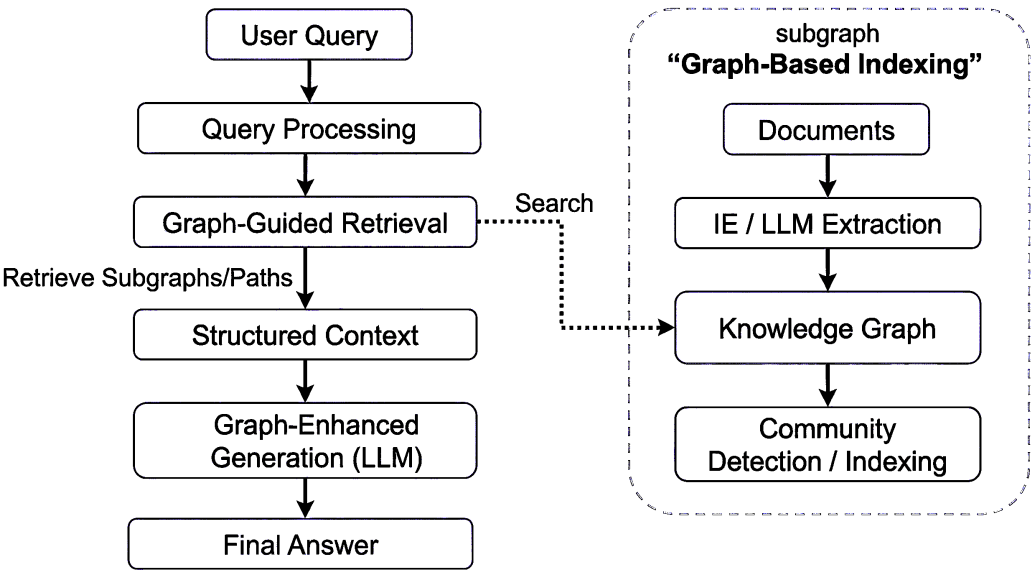 User Query
Query Processing
Graph-Guided Retrieval
Search
Retrieve Subgraphs/Paths
Structured Context
Graph-Enhanced
Generation (LLM)
Final Answer
subgraph
“Graph-Based Indexing”
Documents
IE / LLM Extraction
Knowledge Graph
Community
Detection / Indexing